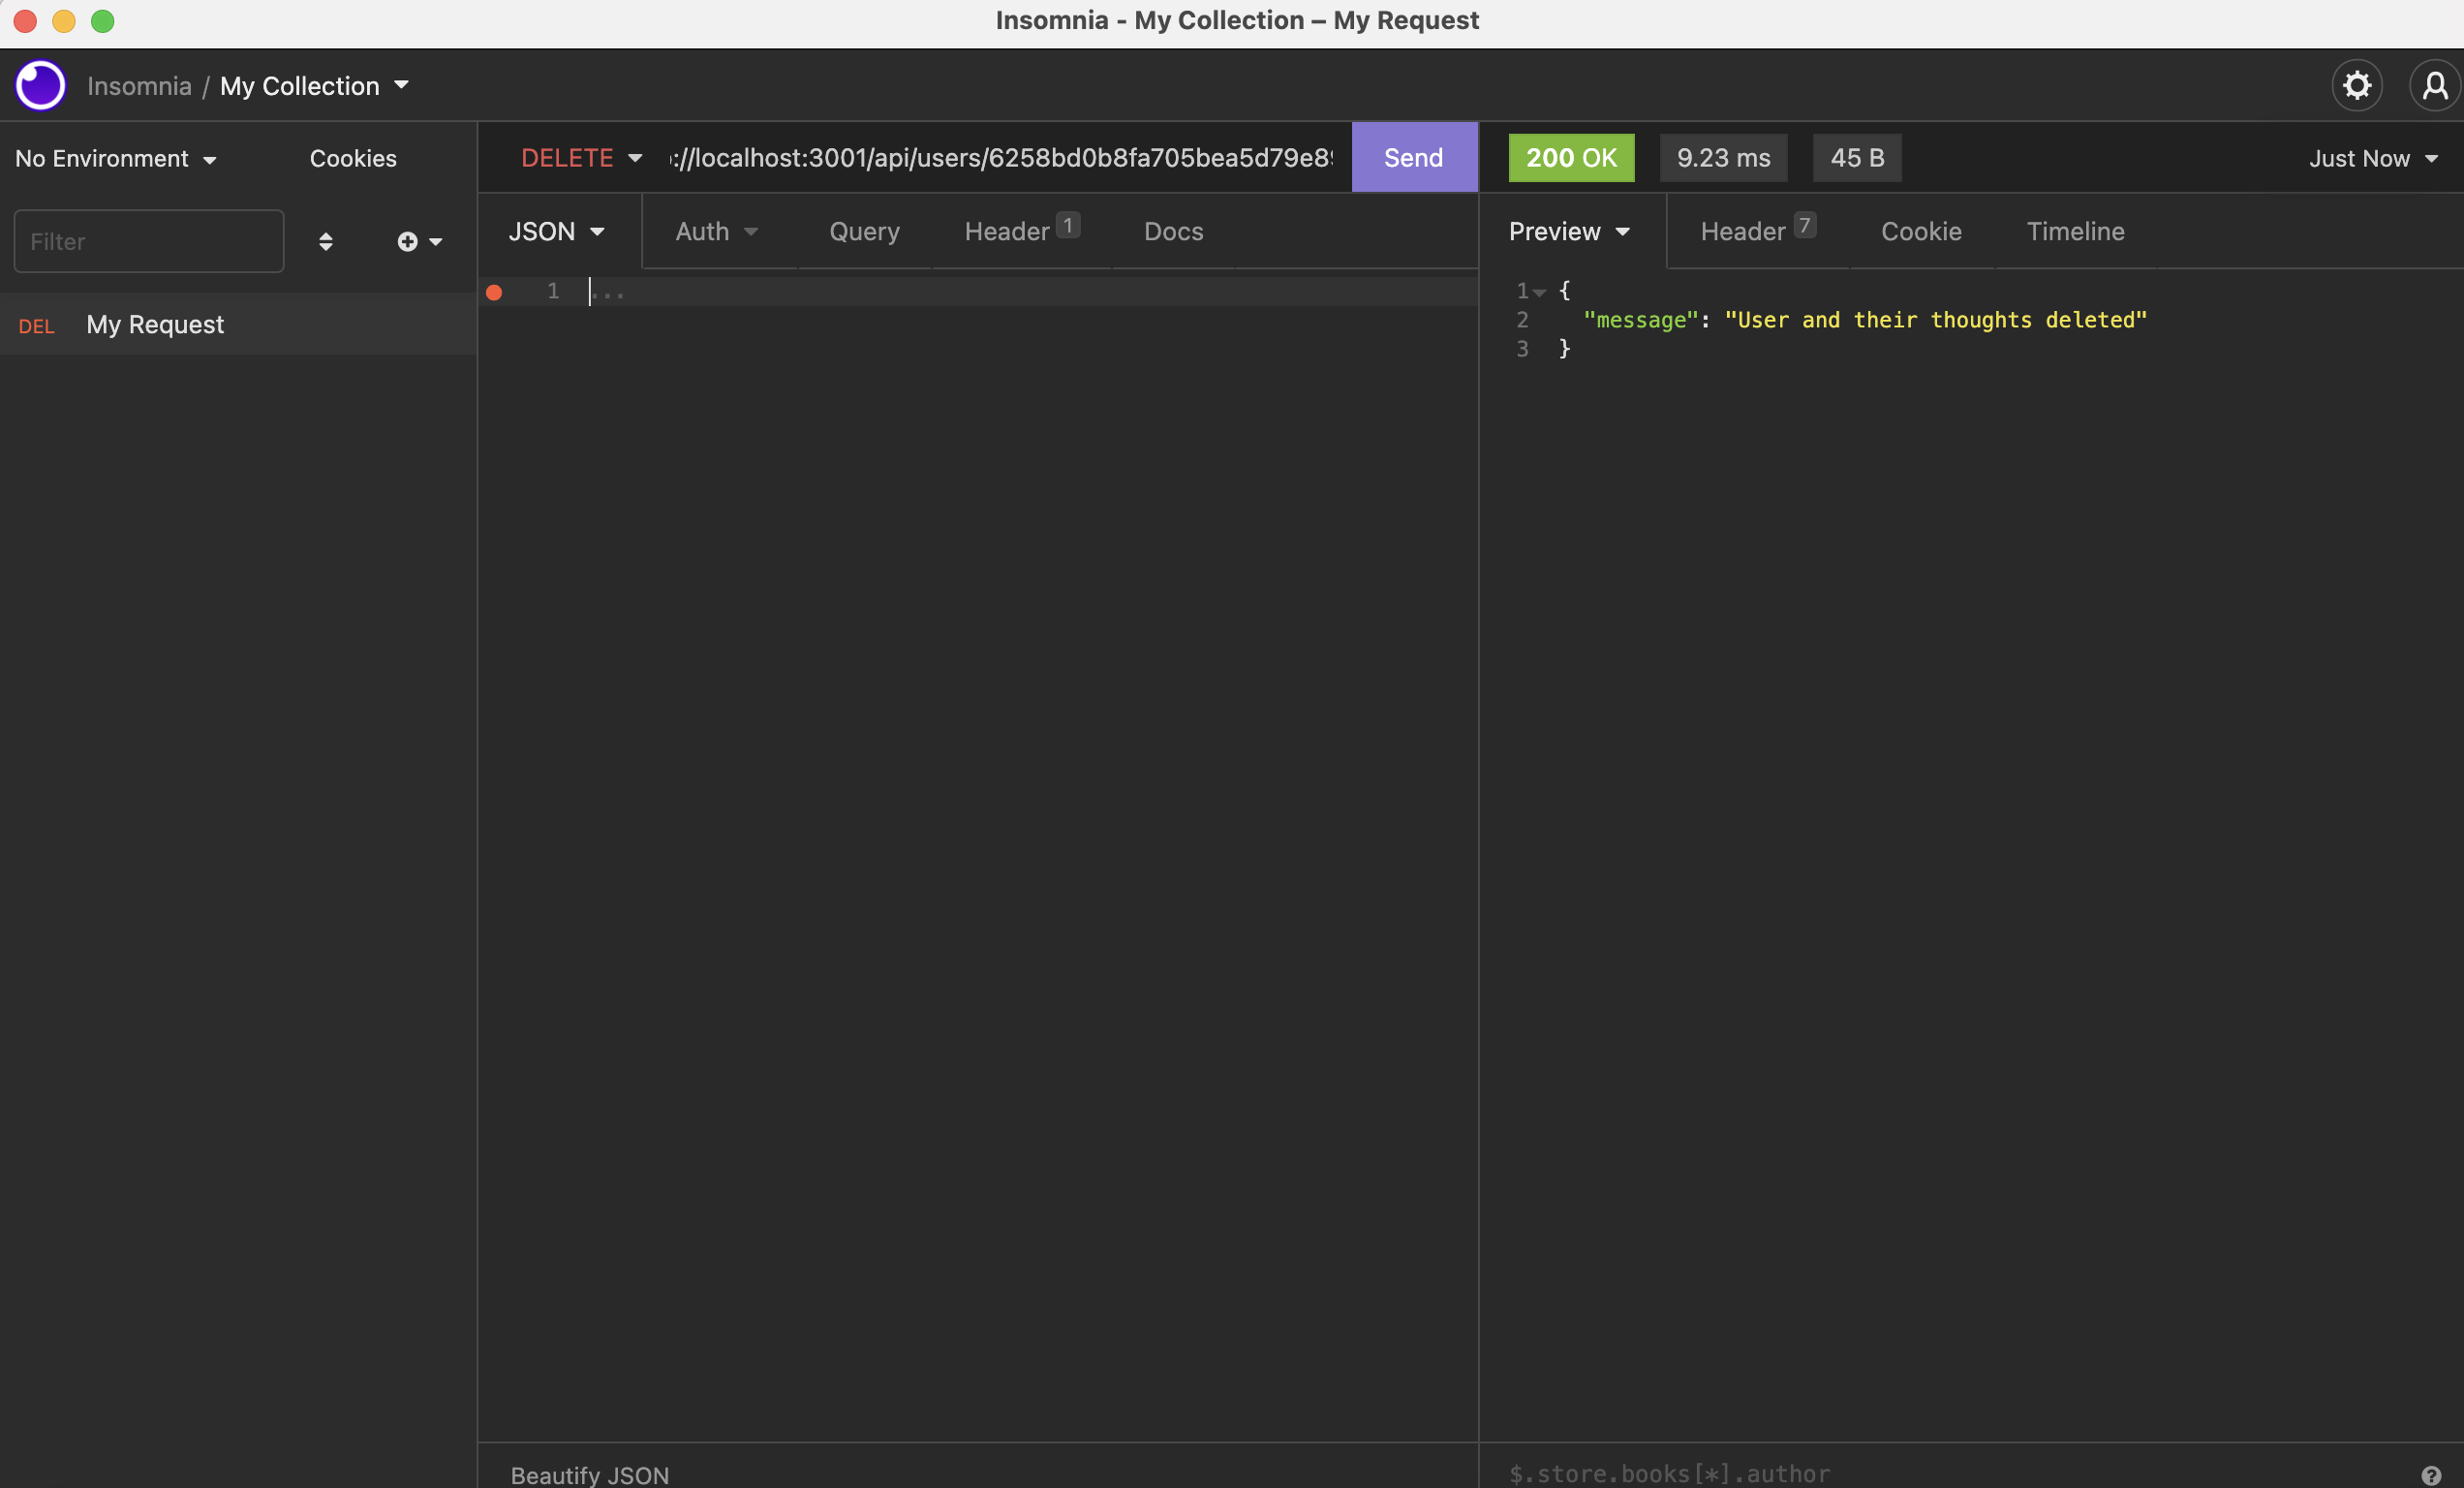 Insomnia - My Collection – My Request
Insomnia / My Collection
No Environment Cookies
DELETE ://localhost:3001/api/users/6258bd0b8fa705bea5d79e8 Send
200 OK 9.23 ms 45 B Just Now
Filter
JSON Auth Query Header 1 Docs
Preview Header 7 Cookie Timeline
DEL My Request
1 ...
1 {
2 "message": "User and their thoughts deleted"
3 }
Beautify JSON
$.store.books[*].author
?